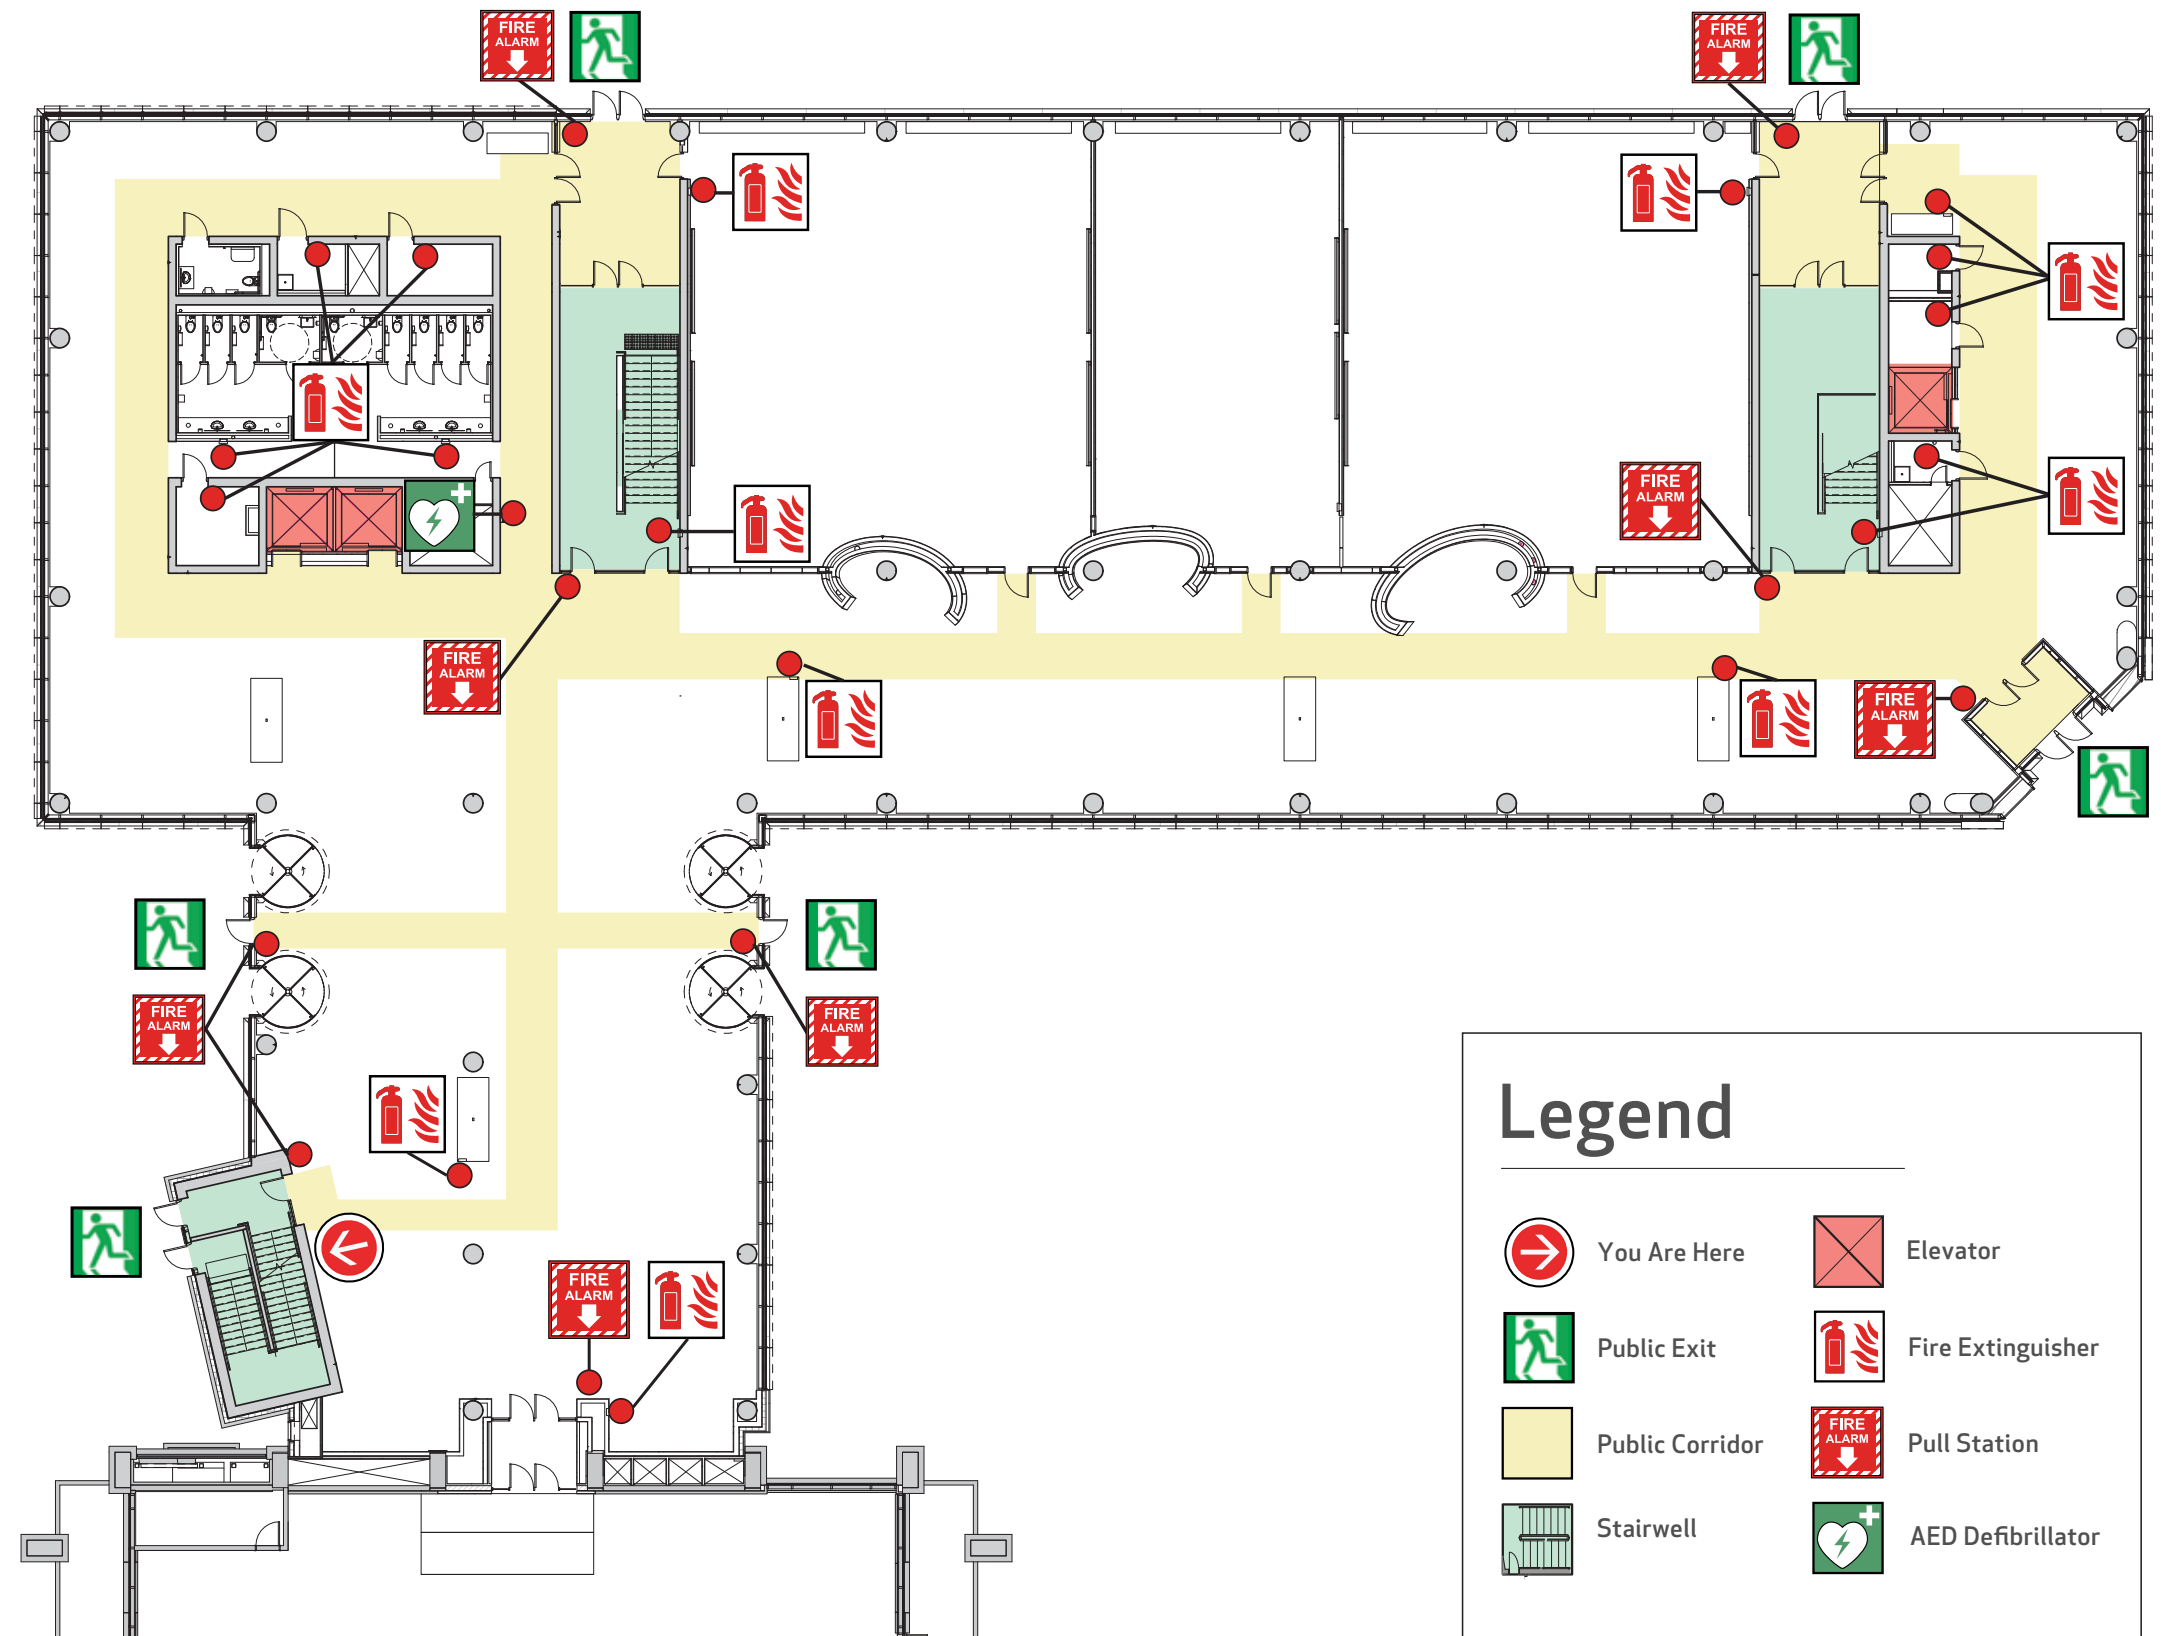 FIRE
ALARM
FIRE
ALARM
FIRE
ALARM
FIRE
ALARM
FIRE
ALARM
FIRE
ALARM
FIRE
ALARM
FIRE
ALARM
Legend
You Are Here
Elevator
Public Exit
Fire Extinguisher
Public Corridor
FIRE
ALARM
Pull Station
Stairwell
AED Defibrillator